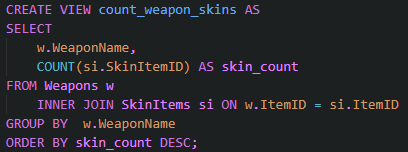 CREATE VIEW count_weapon_skins AS
SELECT
    w.WeaponName,
    COUNT(si.SkinItemID) AS skin_count
FROM Weapons w
    INNER JOIN SkinItems si ON w.ItemID = si.ItemID
GROUP BY  w.WeaponName
ORDER BY skin_count DESC;